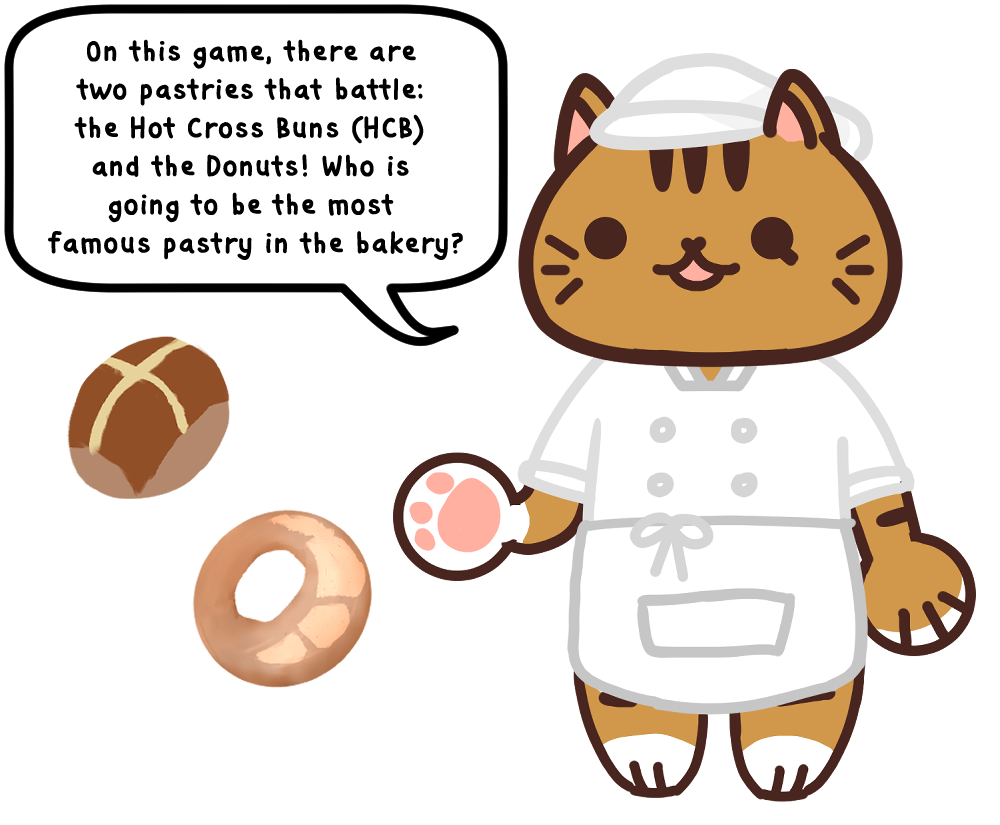 On this game, there are
two pastries that battle:
the Hot Cross Buns (HCB)
and the Donuts! Who is
going to be the most
famous pastry in the bakery?